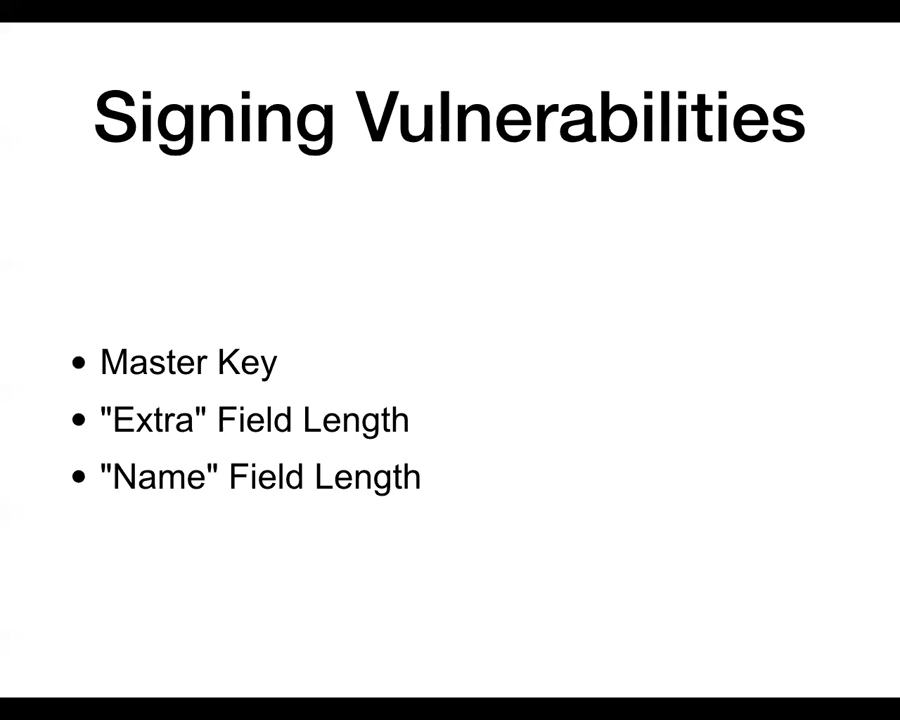 Signing Vulnerabilities
• Master Key
• "Extra" Field Length
• "Name" Field Length